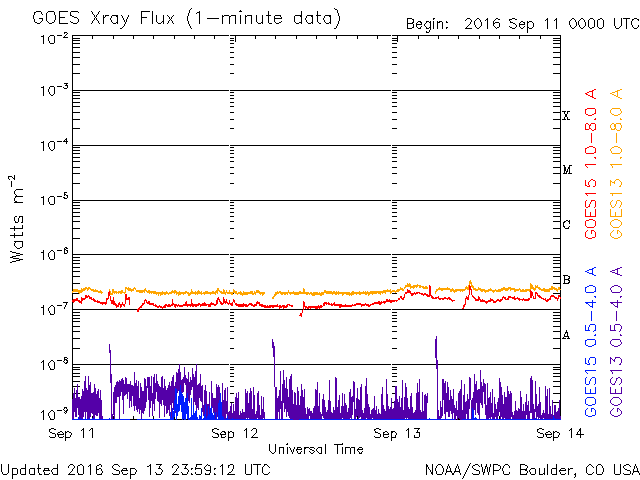 GOES Xray Flux (1-minute data)
Begin: 2016 Sep 11 0000 UTC
10⁻²
10⁻³
10⁻⁴
10⁻⁵
10⁻⁶
10⁻⁷
10⁻⁸
10⁻⁹
Watts m⁻²
X
M
C
B
A
GOES15 1.0-8.0 A
GOES13 1.0-8.0 A
GOES15 0.5-4.0 A
GOES13 0.5-4.0 A
Sep 11 Sep 12 Sep 13 Sep 14
Universal Time
Updated 2016 Sep 13 23:59:12 UTC
NOAA/SWPC Boulder, CO USA